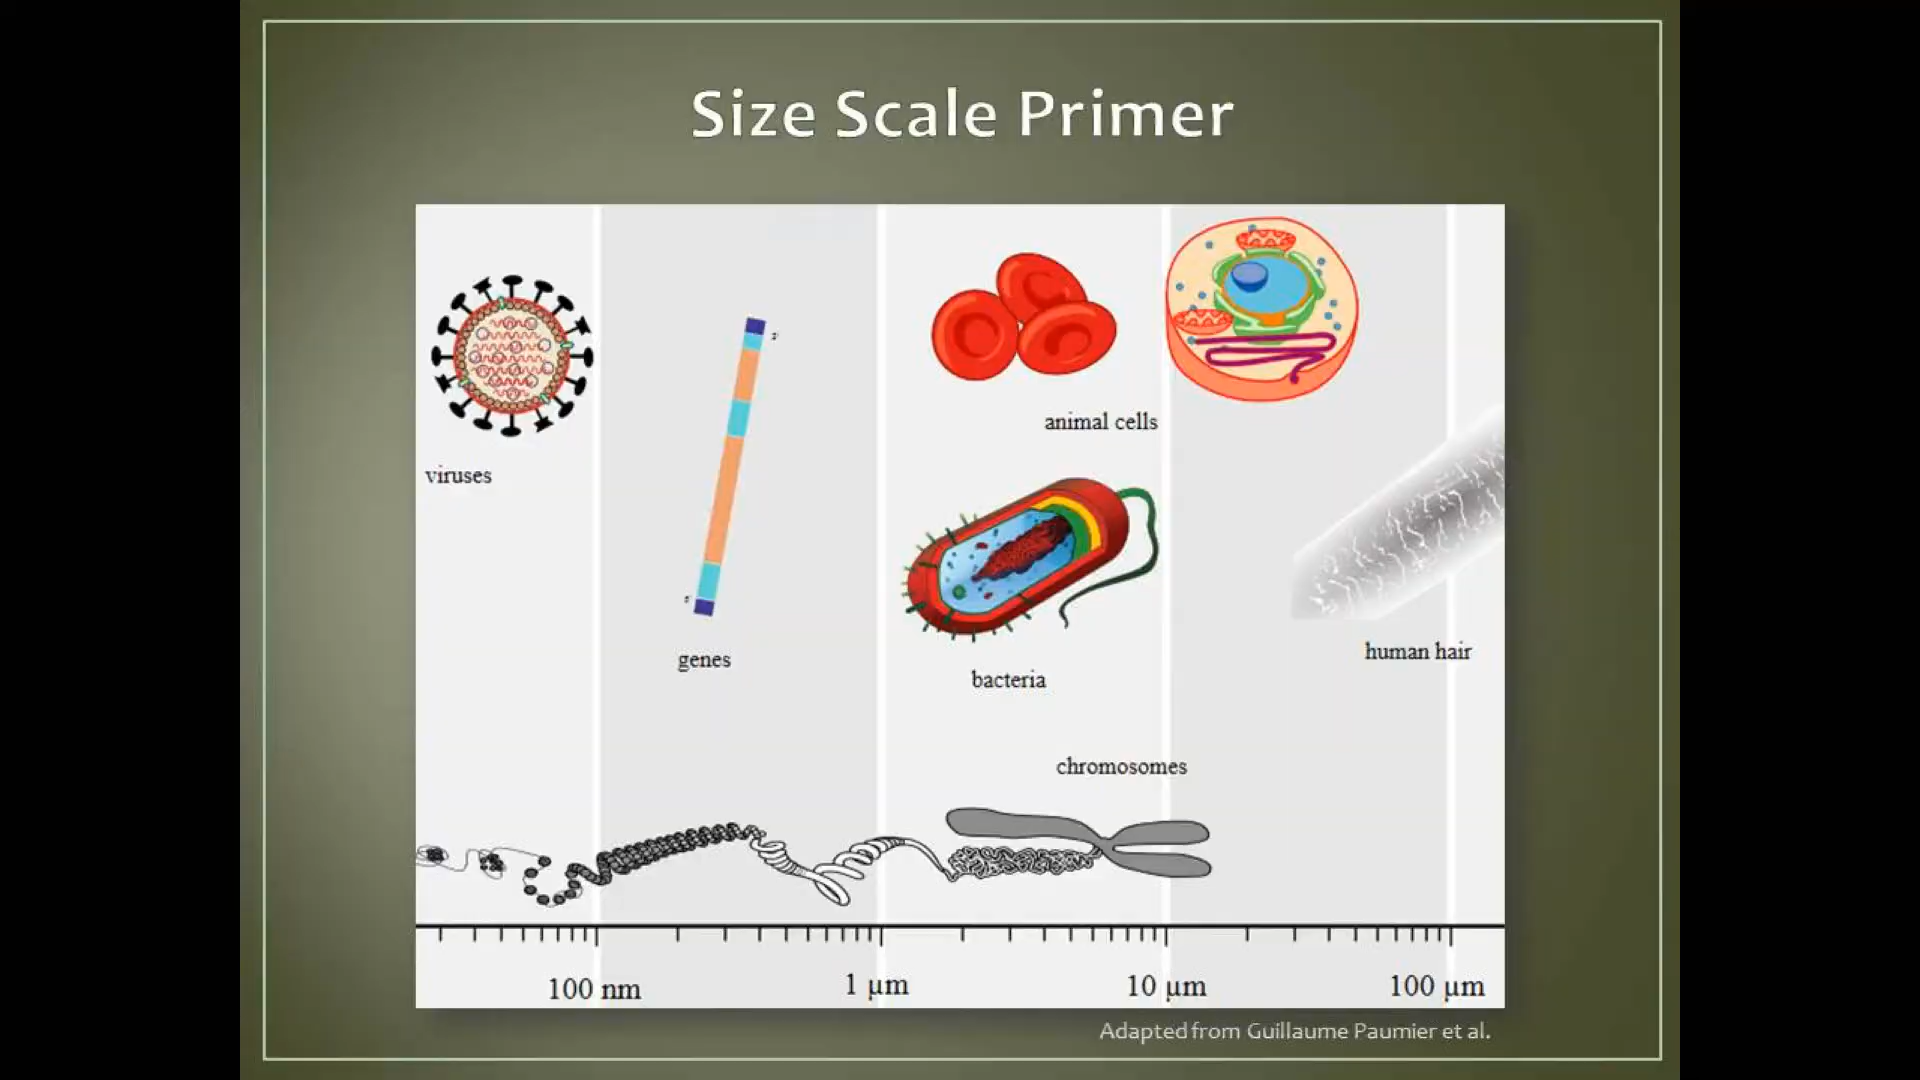 Size Scale Primer
viruses
genes
animal cells
bacteria
human hair
chromosomes
100 nm
1 µm
10 µm
100 µm
Adapted from Guillaume Paumier et al.